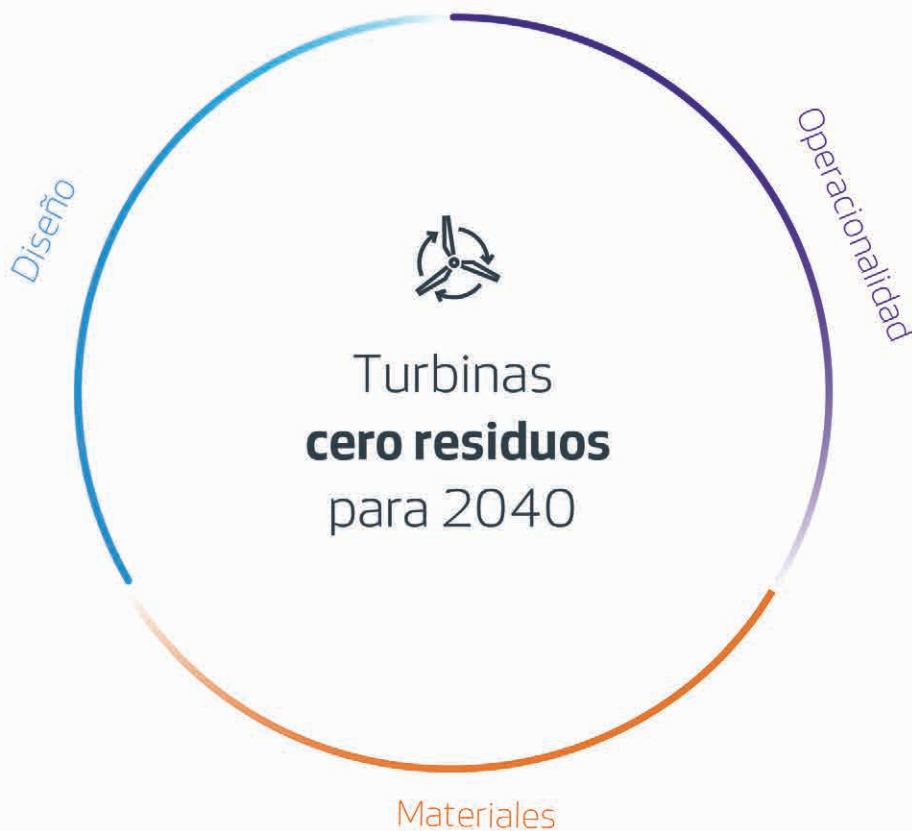 Diseño
Operacionalidad
Turbinas
cero residuos
para 2040
Materiales